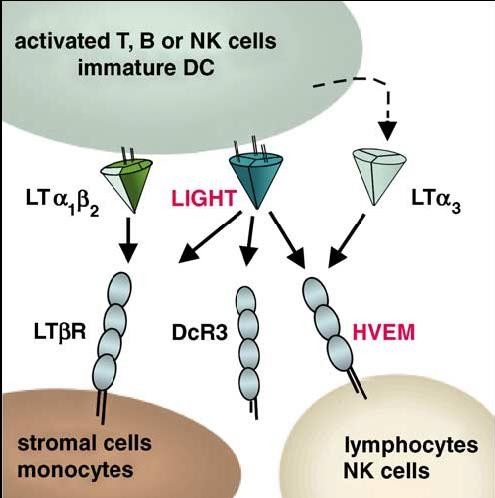 activated T, B or NK cells
immature DC
LTα₁β₂
LIGHT
LTα₃
LTβR
DcR3
HVEM
stromal cells
monocytes
lymphocytes
NK cells